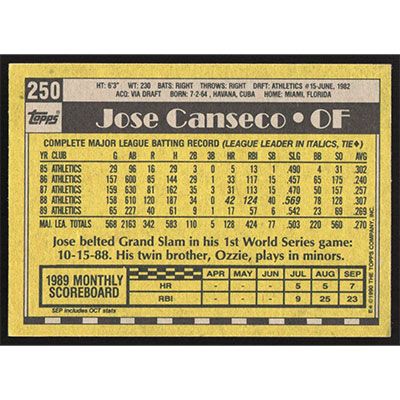 250
HT: 6'3" WT: 230 BATS: RIGHT THROWS: RIGHT DRFT: ATHLETICS #15-JUNE, 1982
ACQ: VIA DRAFT BORN: 7-2-64, HAVANA, CUBA HOME: MIAMI, FLORIDA
Topps
Jose Canseco • OF
COMPLETE MAJOR LEAGUE BATTING RECORD (LEAGUE LEADER IN ITALICS, TIE♦)
YR CLUB G AB R H 2B 3B HR RBI SB SLG BB SO AVG
85 ATHLETICS 29 96 16 29 3 0 5 13 1 .490 4 31 .302
86 ATHLETICS 157 600 85 144 29 1 33 117 15 .457 65 175 .240
87 ATHLETICS 159 630 81 162 35 3 31 113 15 .470 50 157 .257
88 ATHLETICS 158 610 120 187 34 0 42 124 40 .569 78 128 .307
89 ATHLETICS 65 227 40 61 9 1 17 57 6 .542 23 69 .269
MAJ. LEA. TOTALS 568 2163 342 583 110 5 128 424 77 .508 220 560 .270
Jose belted Grand Slam in his 1st World Series game:
10-15-88. His twin brother, Ozzie, plays in minors.
1989 MONTHLY SCOREBOARD
APR MAY JUN JUL AUG SEP
HR 5 5 7
RBI 9 25 23
SEP includes OCT stats
©1990 THE TOPPS COMPANY, INC.